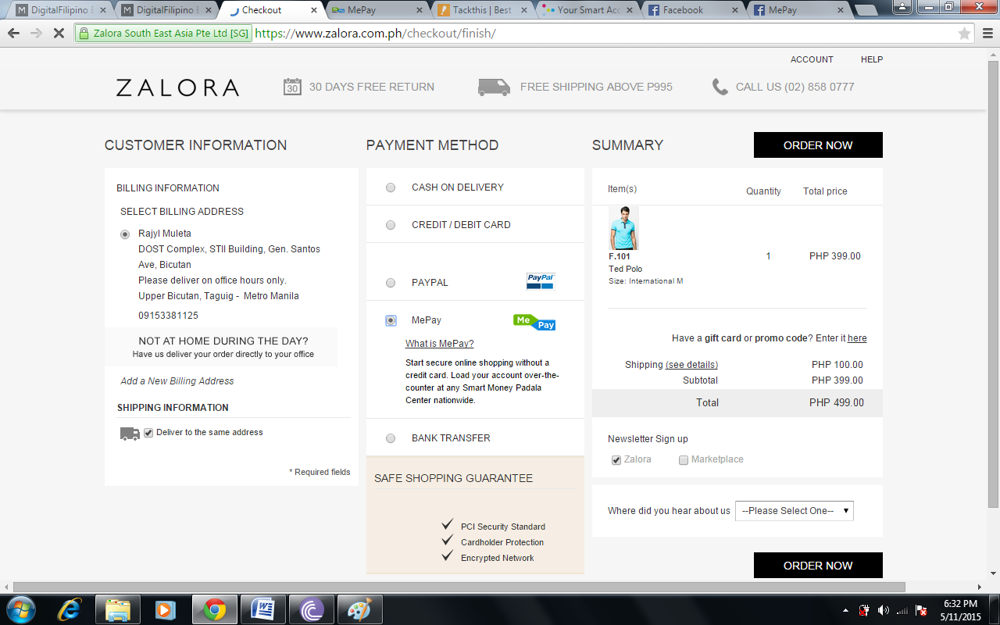 DigitalFilipino E
DigitalFilipino E
Checkout
MePay
Tackthis | Best
Your Smart Acc
Facebook
MePay
Zalora South East Asia Pte Ltd [SG]
https://www.zalora.com.ph/checkout/finish/
ACCOUNT HELP
ZALORA
30
30 DAYS FREE RETURN
FREE SHIPPING ABOVE P995
CALL US (02) 858 0777
CUSTOMER INFORMATION
BILLING INFORMATION
SELECT BILLING ADDRESS
Rajyl Muleta
DOST Complex, STII Building, Gen. Santos
Ave, Bicutan
Please deliver on office hours only.
Upper Bicutan, Taguig - Metro Manila
09153381125
NOT AT HOME DURING THE DAY?
Have us deliver your order directly to your office
Add a New Billing Address
SHIPPING INFORMATION
Deliver to the same address
* Required fields
PAYMENT METHOD
CASH ON DELIVERY
CREDIT / DEBIT CARD
PAYPAL
PayPal
MePay
Me Pay
What is MePay?
Start secure online shopping without a
credit card. Load your account over-the-
counter at any Smart Money Padala
Center nationwide.
BANK TRANSFER
SAFE SHOPPING GUARANTEE
PCI Security Standard
Cardholder Protection
Encrypted Network
SUMMARY
ORDER NOW
Item(s) Quantity Total price
F.101
Ted Polo
Size: International M
1 PHP 399.00
Have a gift card or promo code? Enter it here
Shipping (see details) PHP 100.00
Subtotal PHP 399.00
Total PHP 499.00
Newsletter Sign up
Zalora Marketplace
Where did you hear about us --Please Select One--
ORDER NOW
6:32 PM
5/11/2015